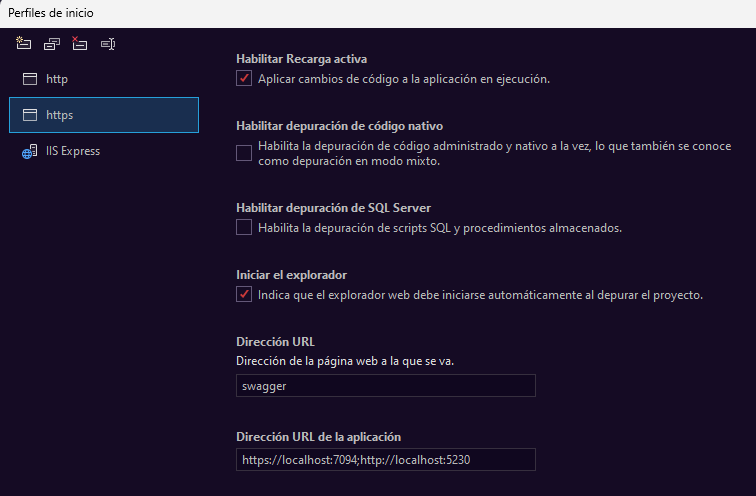 Perfiles de inicio
http
https
IIS Express
Habilitar Recarga activa
Aplicar cambios de código a la aplicación en ejecución.
Habilitar depuración de código nativo
Habilita la depuración de código administrado y nativo a la vez, lo que también se conoce
como depuración en modo mixto.
Habilitar depuración de SQL Server
Habilita la depuración de scripts SQL y procedimientos almacenados.
Iniciar el explorador
Indica que el explorador web debe iniciarse automáticamente al depurar el proyecto.
Dirección URL
Dirección de la página web a la que se va.
swagger
Dirección URL de la aplicación
https://localhost:7094;http://localhost:5230